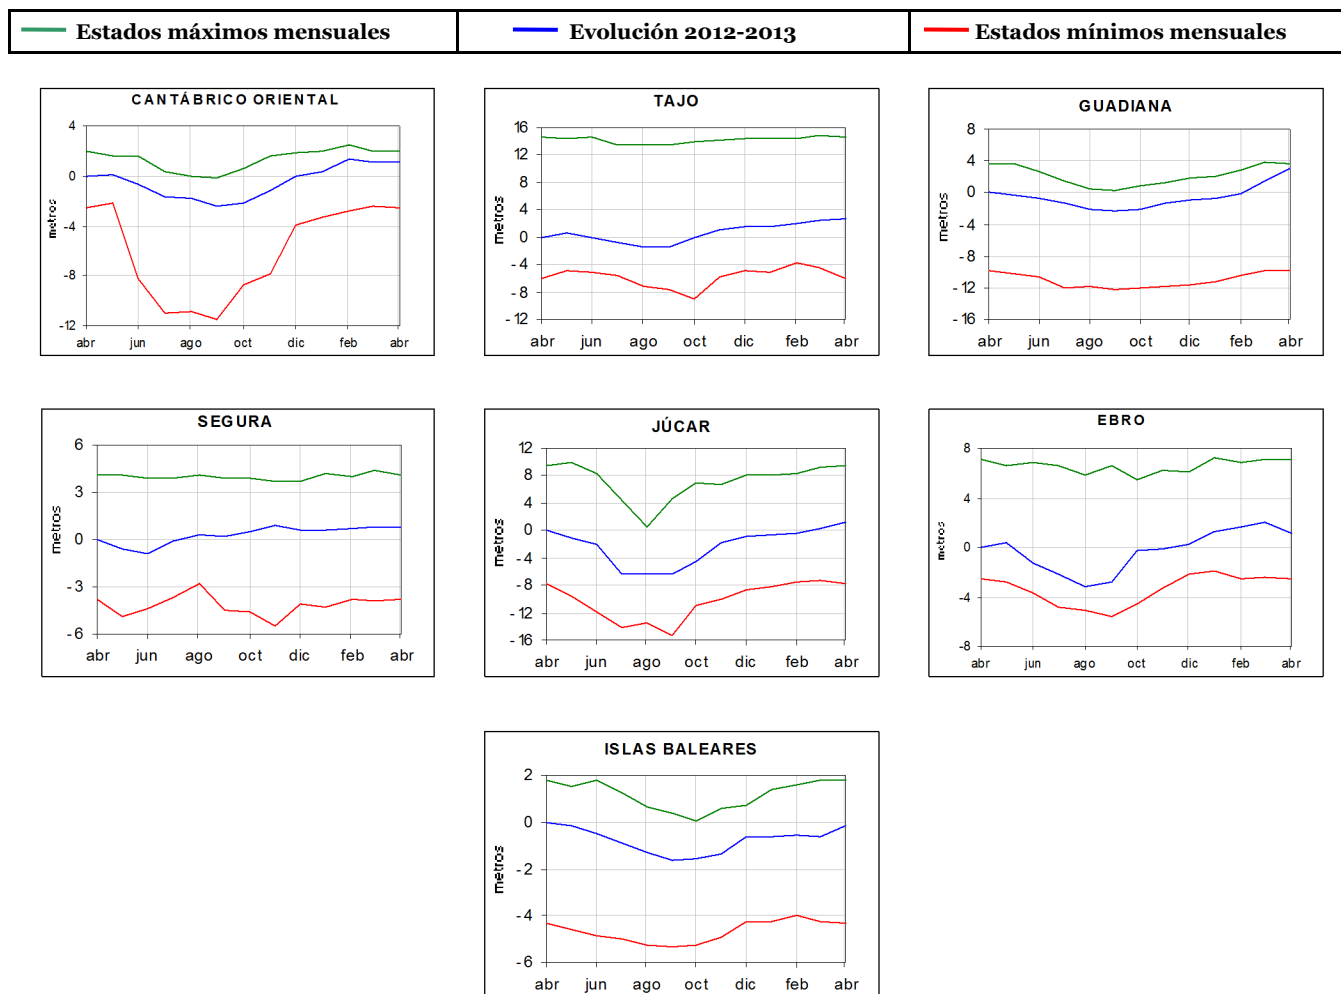 Estados máximos mensuales
Evolución 2012-2013
Estados mínimos mensuales
CANTÁBRICO ORIENTAL
4
0
-4
-8
-12
metros
abr jun ago oct dic feb abr
TAJO
16
12
8
4
0
- 4
- 8
- 12
metros
abr jun ago oct dic feb abr
GUADIANA
8
4
0
- 4
- 8
- 12
- 16
metros
abr jun ago oct dic feb abr
SEGURA
6
3
0
- 3
- 6
metros
abr jun ago oct dic feb abr
JÚCAR
12
8
4
0
- 4
- 8
- 12
- 16
metros
abr jun ago oct dic feb abr
EBRO
8
4
0
-4
-8
metros
abr jun ago oct dic feb abr
ISLAS BALEARES
2
0
- 2
- 4
- 6
metros
abr jun ago oct dic feb abr